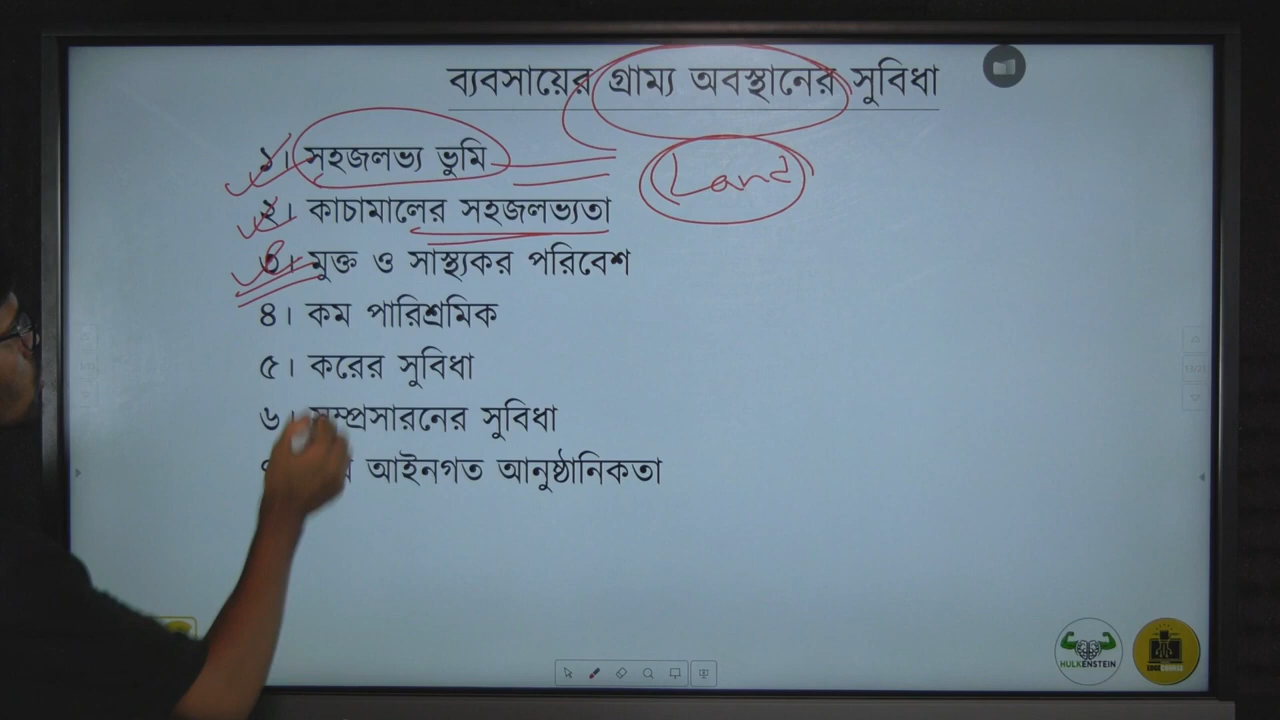 ব্যবসায়ের গ্রাম্য অবস্থানের সুবিধা
১। সহজলভ্য ভুমি
Land
২। কাচামালের সহজলভ্যতা
৩। মুক্ত ও সাস্থ্যকর পরিবেশ
৪। কম পারিশ্রমিক
৫। করের সুবিধা
৬। সম্প্রসারনের সুবিধা
আইনগত আনুষ্ঠানিকতা
HULKENSTEIN